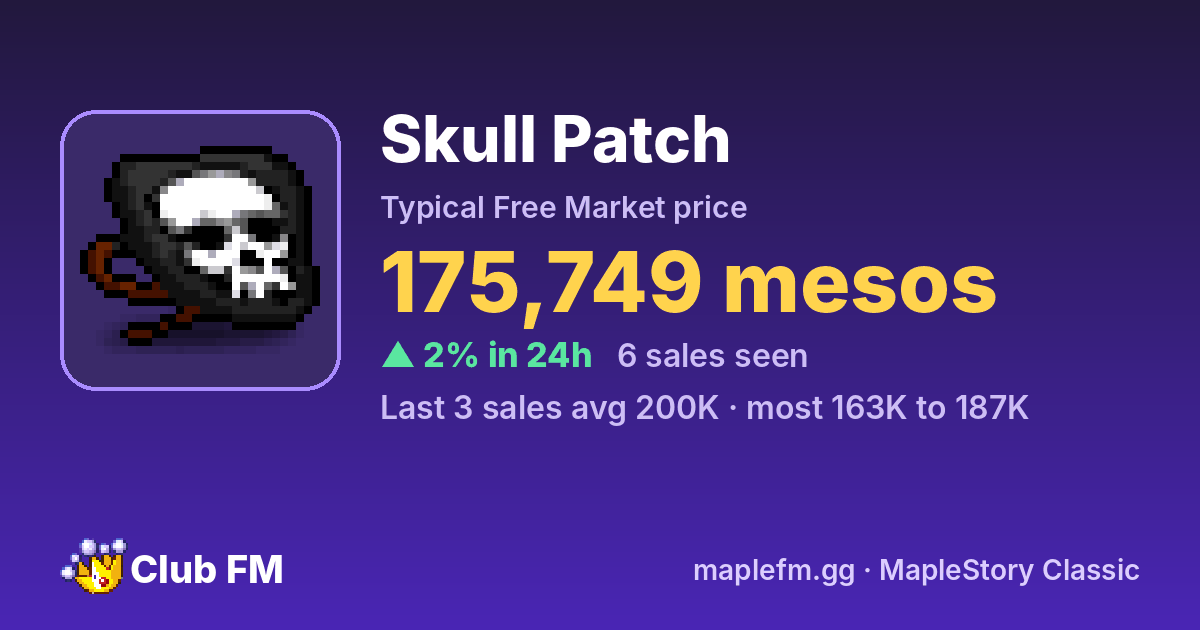 Skull Patch
Typical Free Market price
175,749 mesos
▲ 2% in 24h 6 sales seen
Last 3 sales avg 200K · most 163K to 187K
Club FM
maplefm.gg · MapleStory Classic